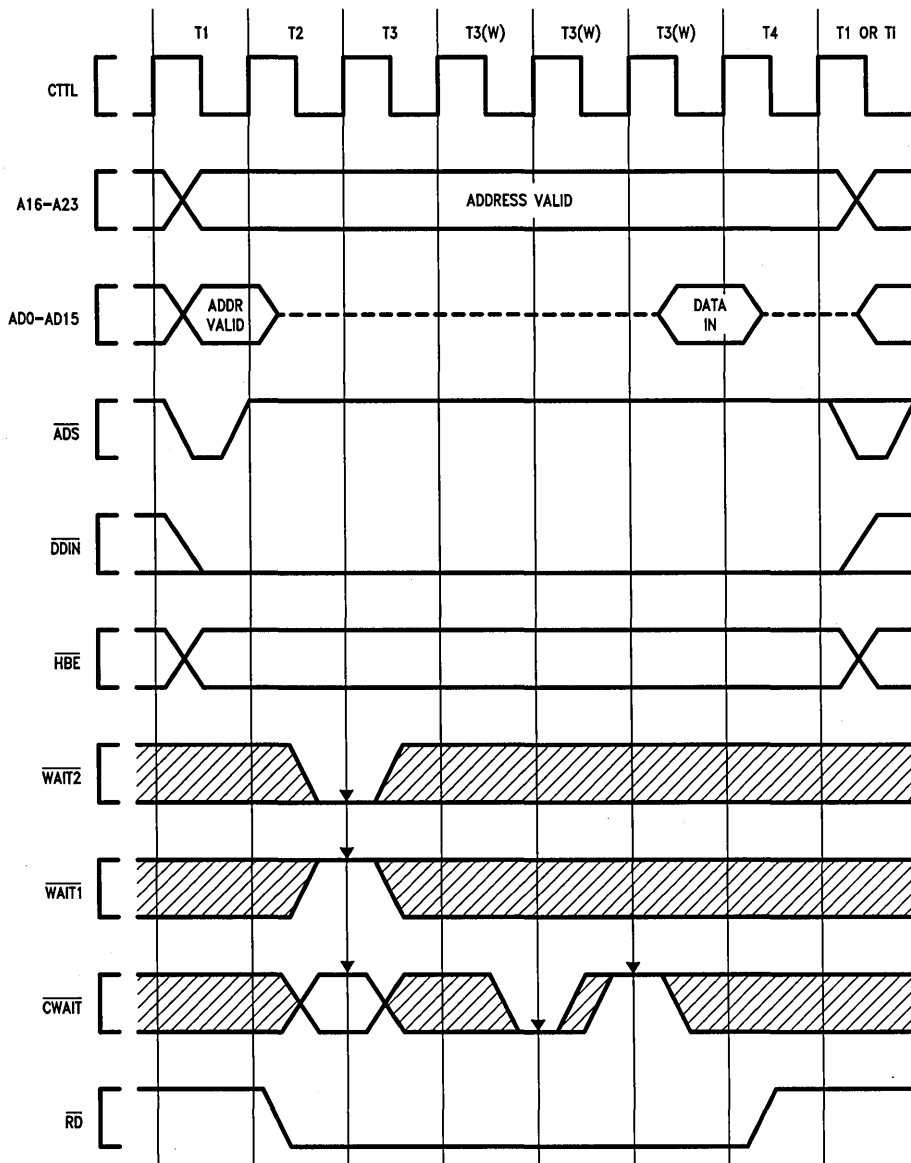 T1 T2 T3 T3(W) T3(W) T3(W) T4 T1 OR Ti
CTTL
A16–A23 ADDRESS VALID
AD0–AD15 ADDR VALID DATA IN
ADS
DDIN
HBE
WAIT2
WAIT1
CWAIT
RD